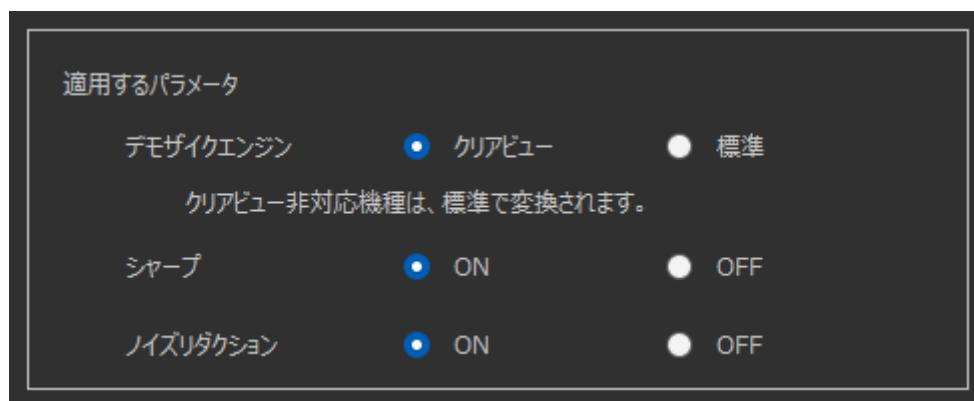 適用するパラメータ
デモザイクエンジン クリアビュー 標準
クリアビュー非対応機種は、標準で変換されます。
シャープ ON OFF
ノイズリダクション ON OFF